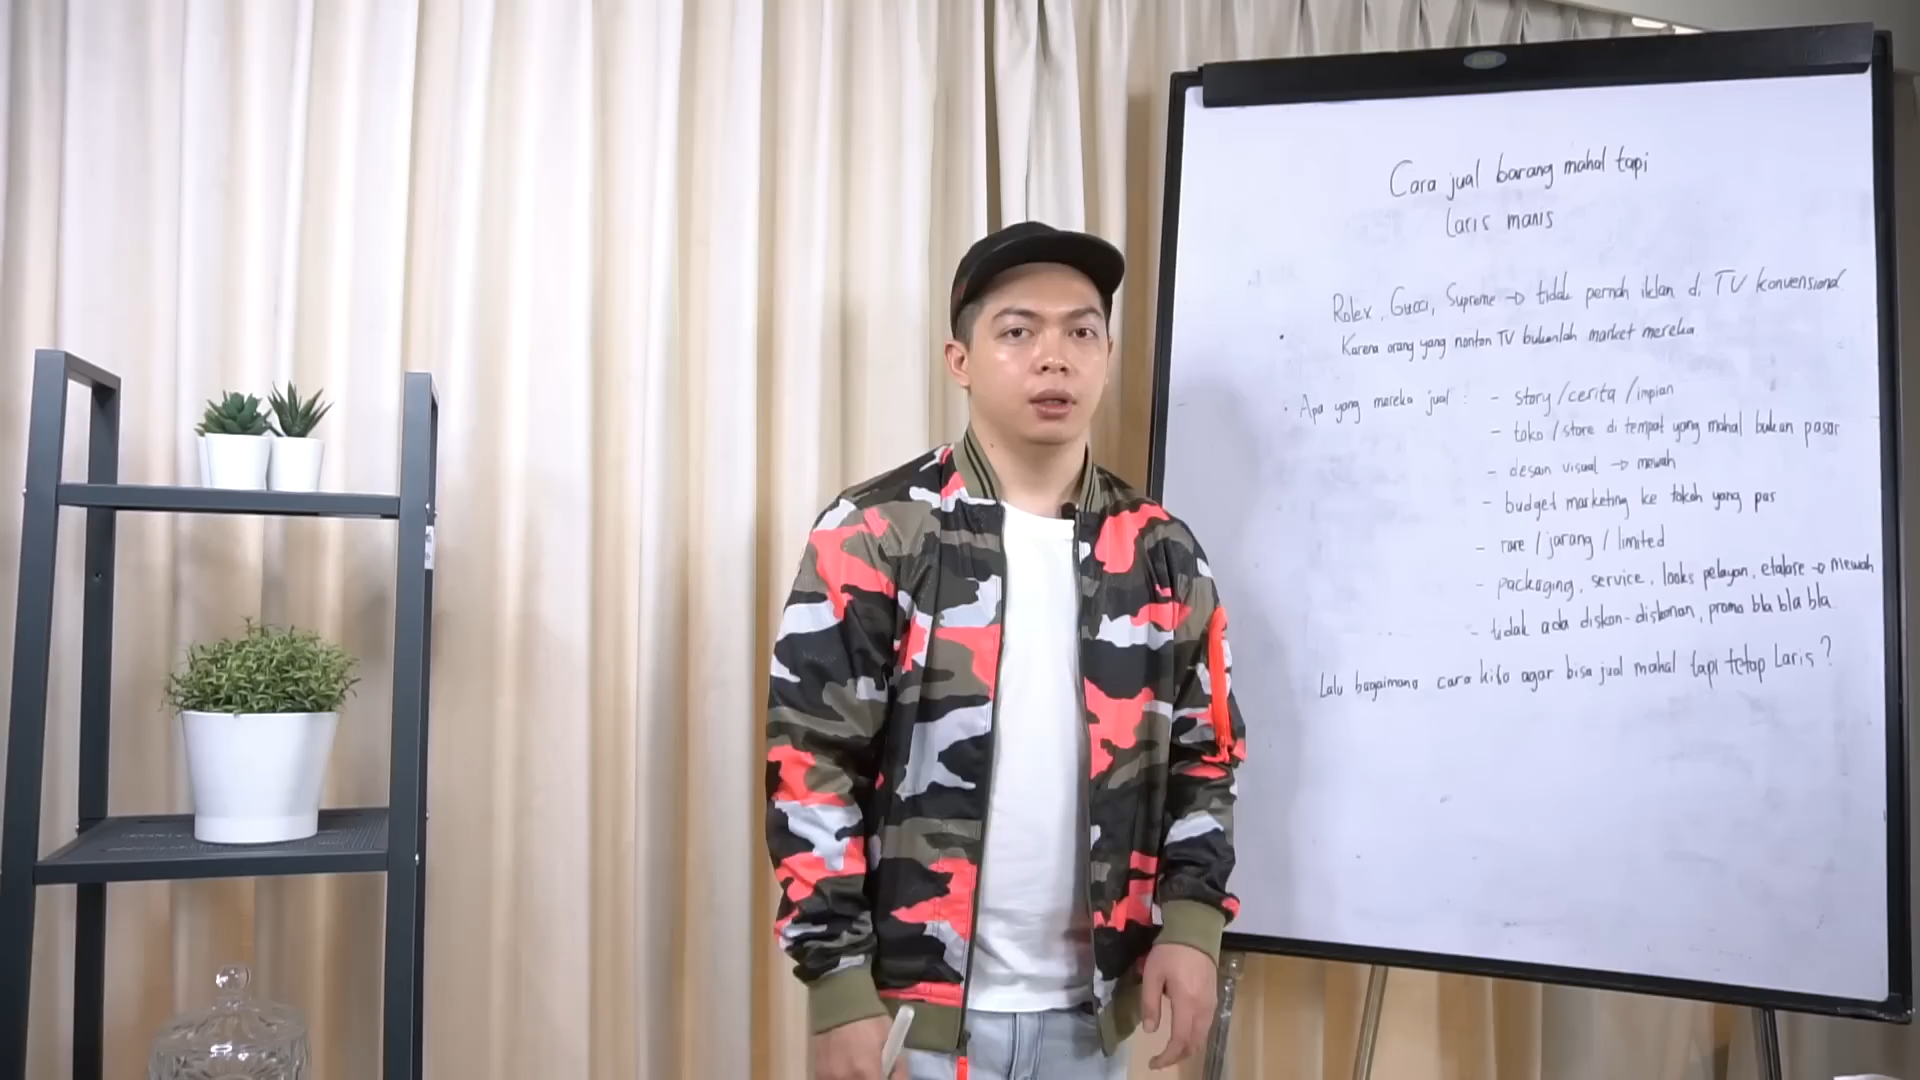 Cara jual barang mahal tapi
Laris manis
Rolex, Gucci, Supreme → tidak pernah iklan di TV konvensional
• Karena orang yang nonton TV bukanlah market mereka
• Apa yang mereka jual : - story/cerita/impian
- toko/store di tempat yang mahal bukan pasar
- desain visual → mewah
- budget marketing ke tokoh yang pas
- rare / jarang / limited
- packaging, service, looks pelayan, etalase → mewah
- tidak ada diskon-diskonan, promo bla bla bla
Lalu bagaimana cara kita agar bisa jual mahal tapi tetap Laris?